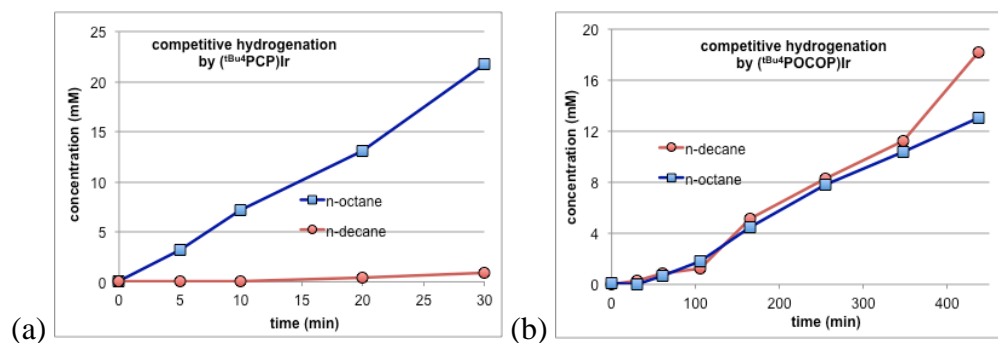 competitive hydrogenation
by (tBu4PCP)Ir
concentration (mM)
25
20
15
10
5
0
n-octane
n-decane
0 5 10 20 30
time (min)
(a)
competitive hydrogenation
by (tBu4POCOP)Ir
concentration (mM)
20
16
12
8
4
0
n-decane
n-octane
0 100 200 300 400
time (min)
(b)